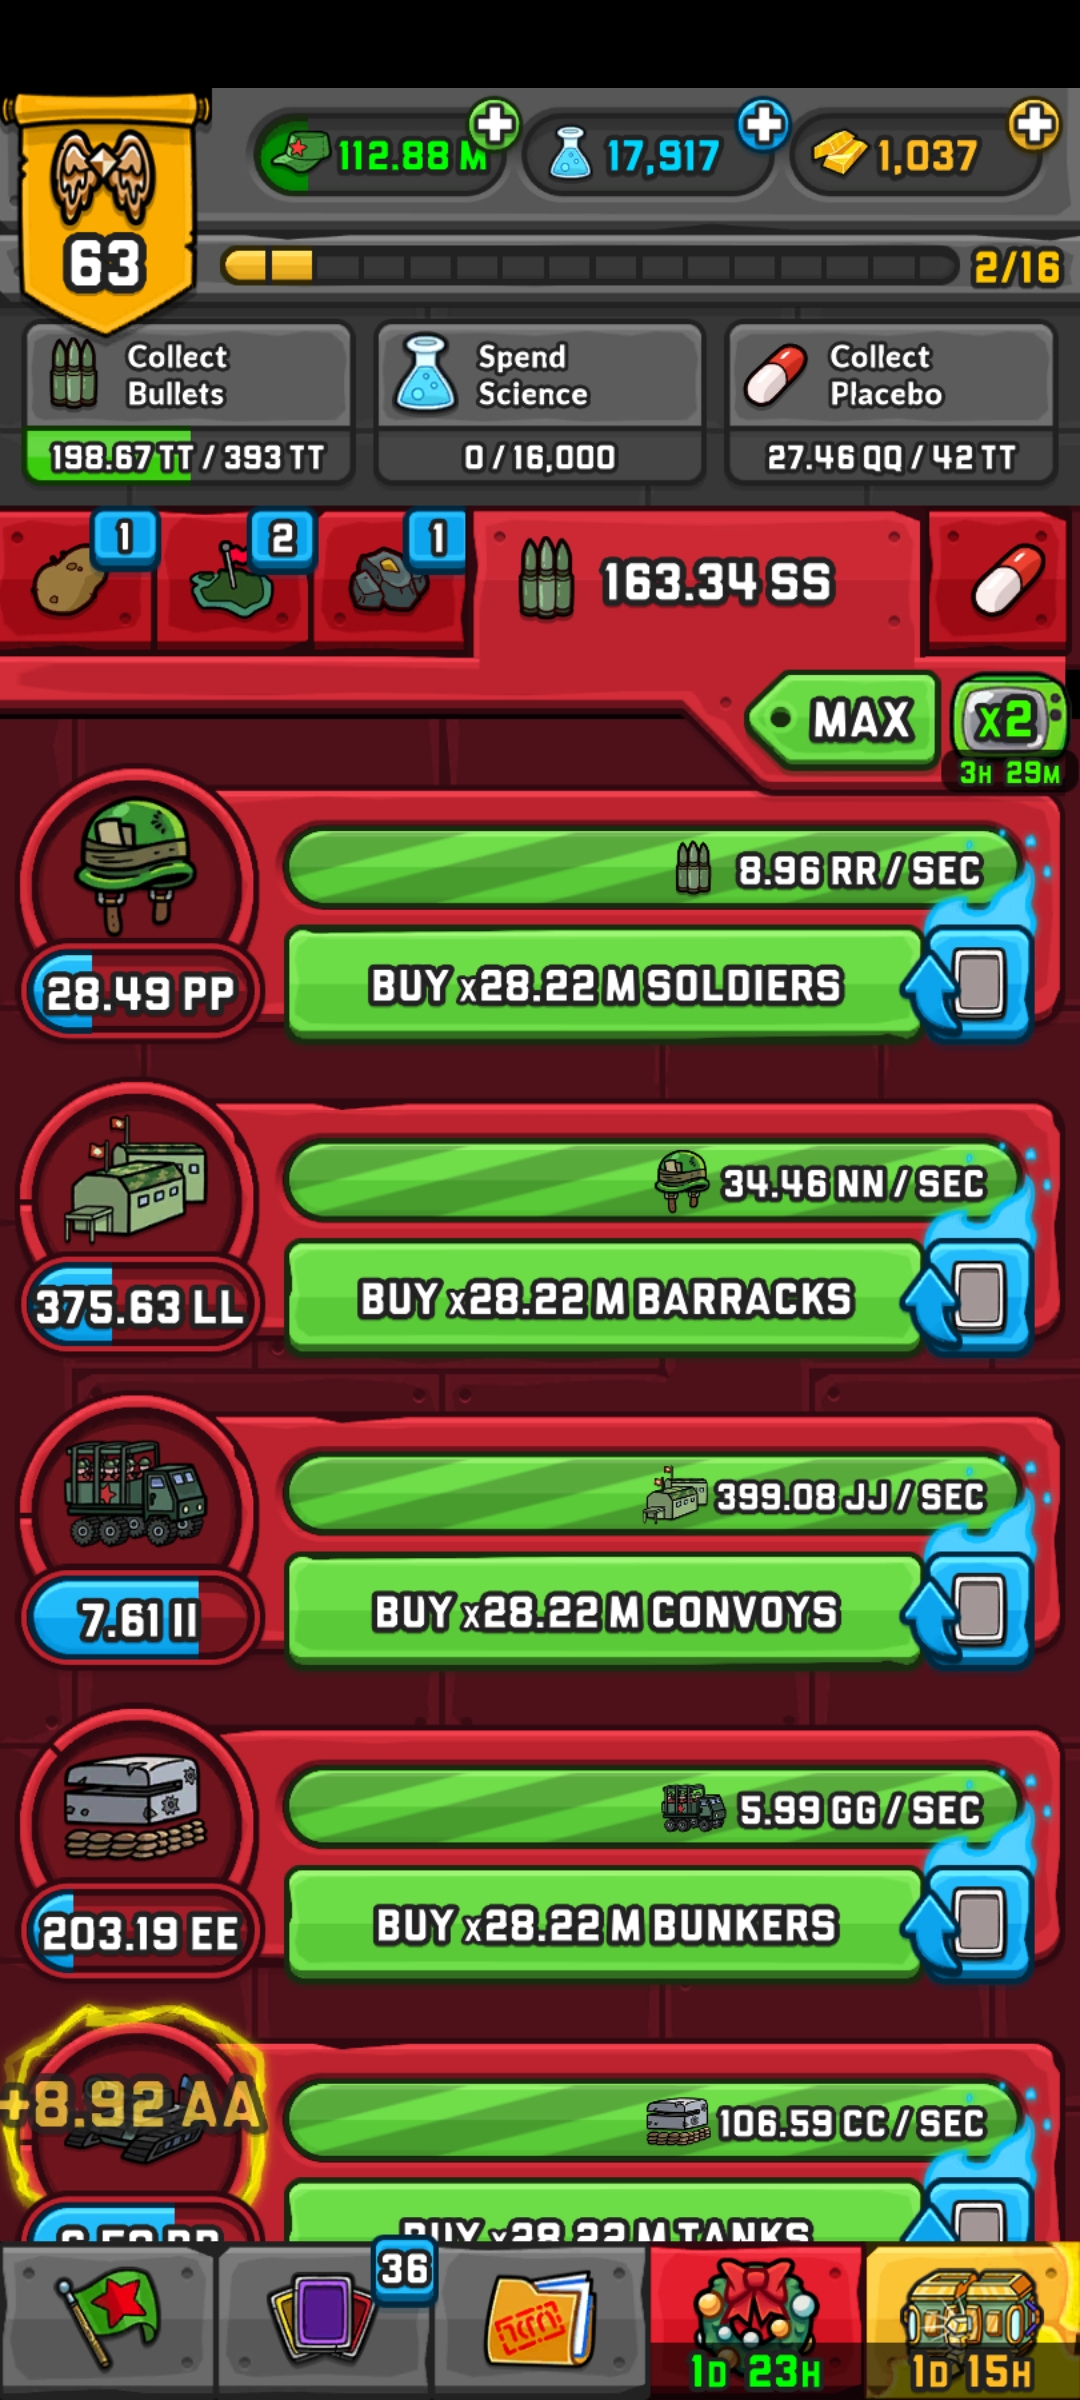 112.88 M
17,917
1,037
63
2/16
Collect
Bullets
198.67 TT / 393 TT
Spend
Science
0 / 16,000
Collect
Placebo
27.46 QQ / 42 TT
1
2
1
163.34 SS
MAX
x2
3H 29M
8.96 RR / SEC
28.49 PP
BUY x28.22 M SOLDIERS
34.46 NN / SEC
375.63 LL
BUY x28.22 M BARRACKS
399.08 JJ / SEC
7.61 II
BUY x28.22 M CONVOYS
5.99 GG / SEC
203.19 EE
BUY x28.22 M BUNKERS
+8.92 AA
106.59 CC / SEC
BUY x28.22 M TANKS
36
1D 23H
1D 15H